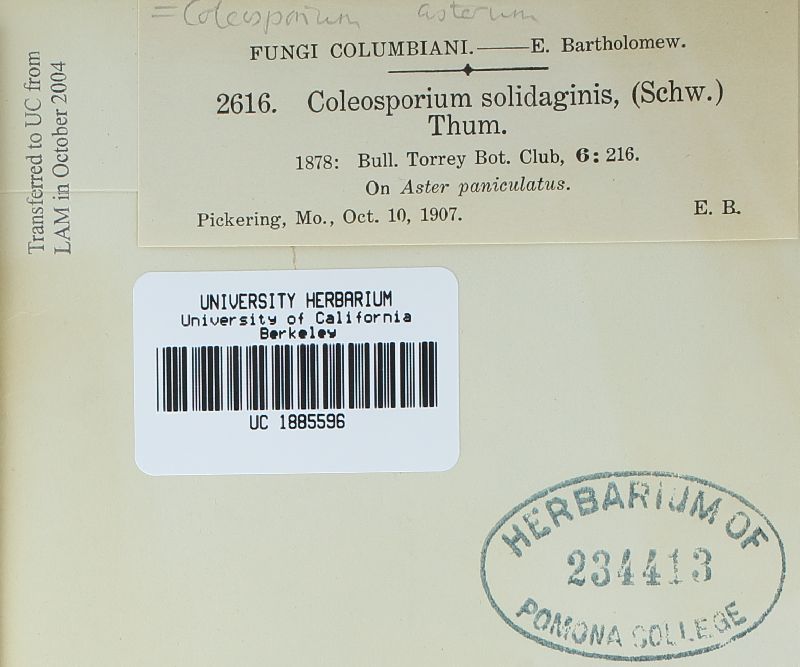 = Coleosporium asterum
FUNGI COLUMBIANI.——E. Bartholomew.
2616. Coleosporium solidaginis, (Schw.)
Thum.
1878: Bull. Torrey Bot. Club, 6: 216.
On Aster paniculatus.
Pickering, Mo., Oct. 10, 1907. E. B.
Transferred to UC from
LAM in October 2004
UNIVERSITY HERBARIUM
University of California
Berkeley
UC 1885596
HERBARIUM OF
234413
POMONA COLLEGE